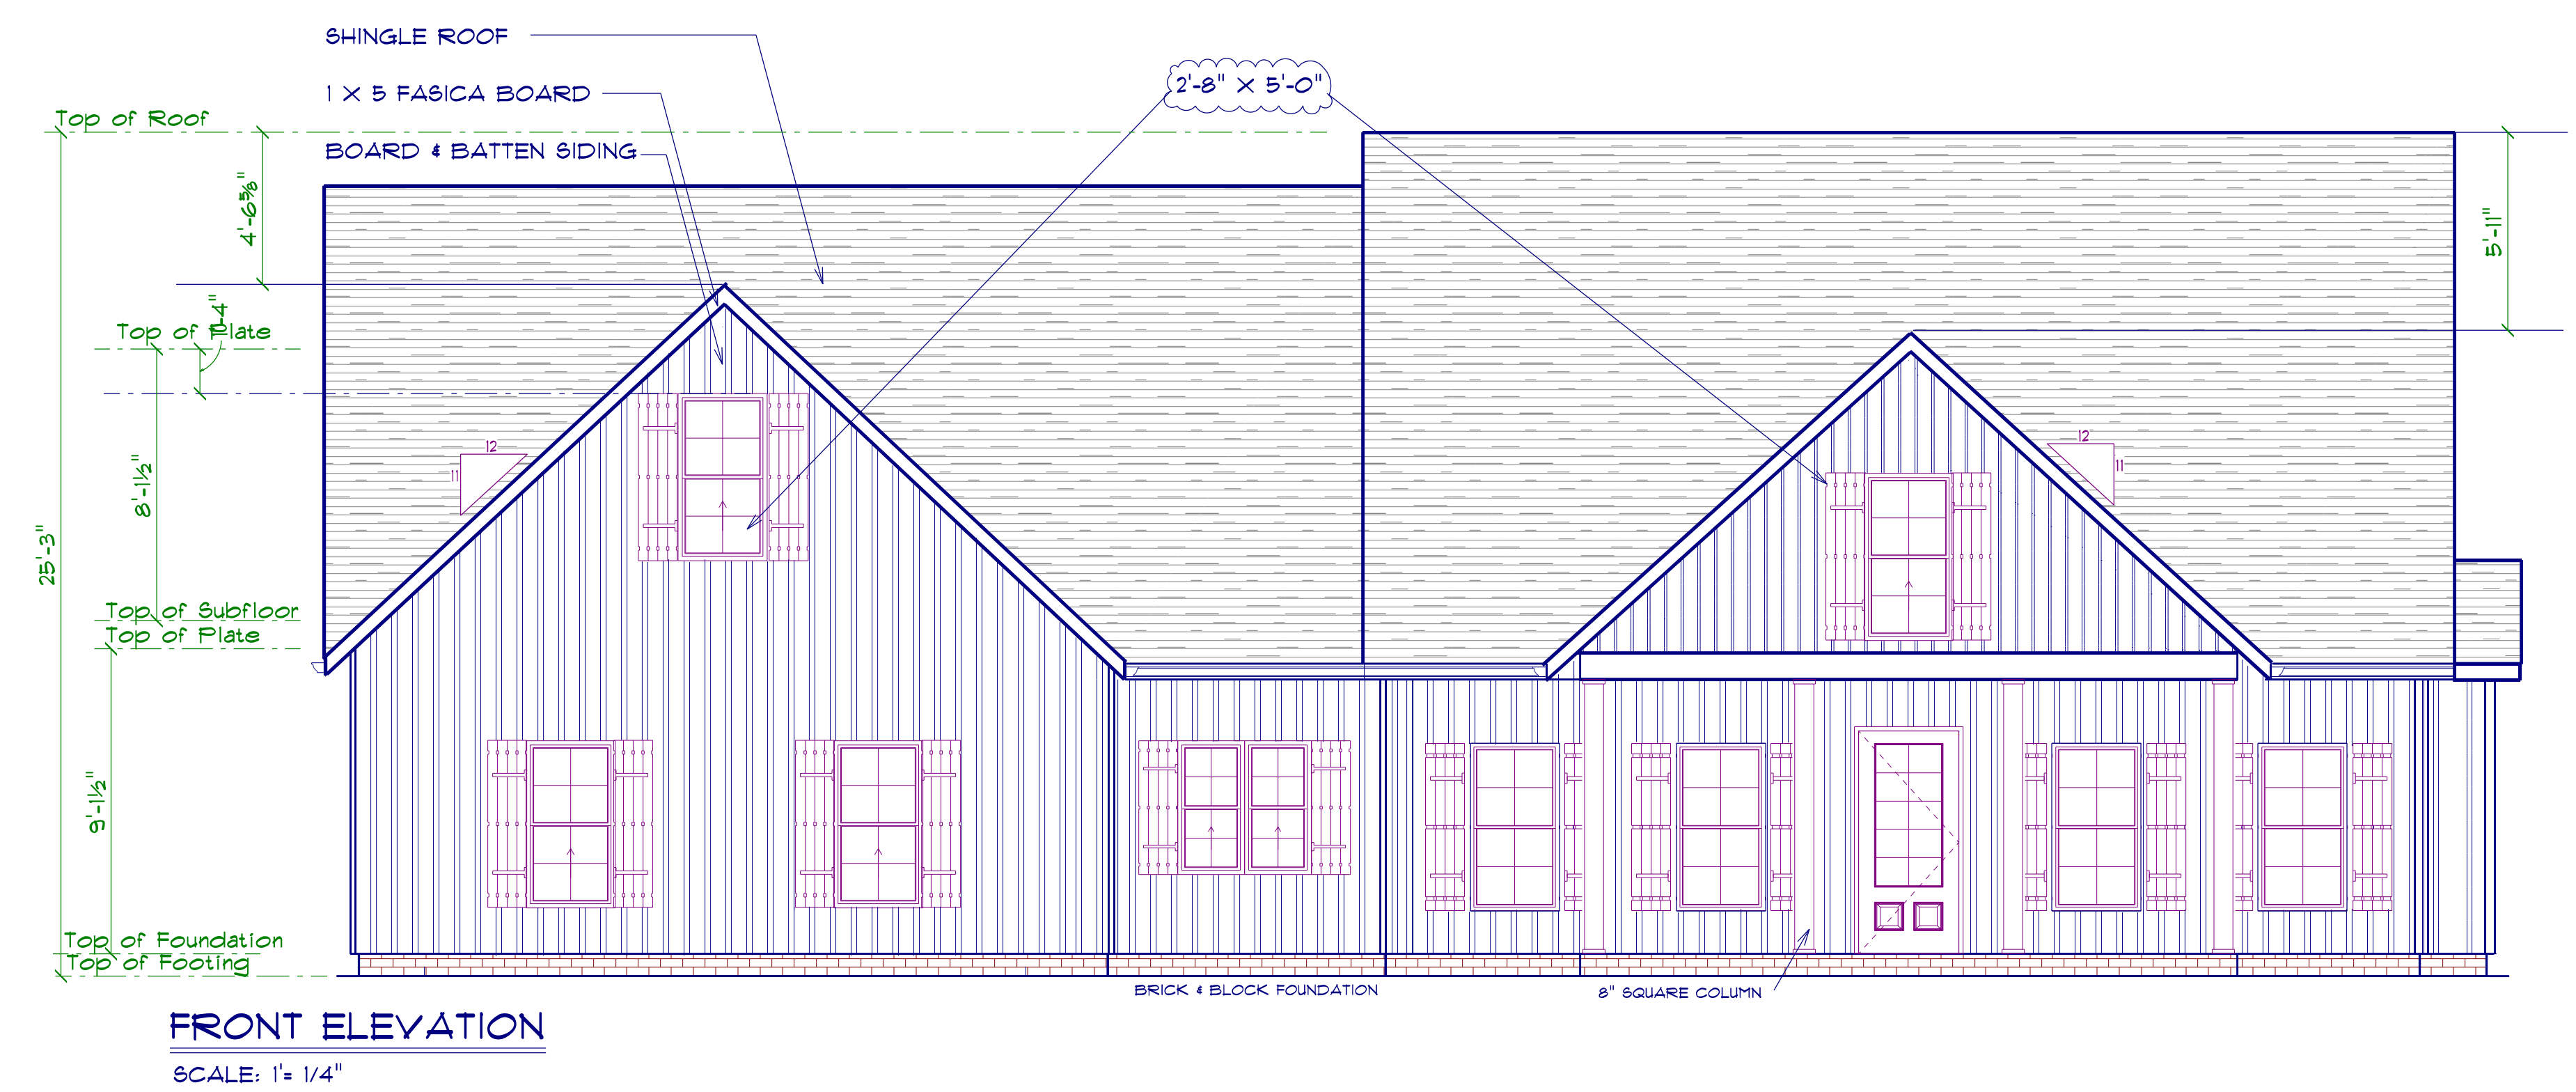 SHINGLE ROOF
1 X 5 FASICA BOARD
BOARD & BATTEN SIDING
2'-8" X 5'-0"
Top of Roof
4'-6⅝"
5'-11"
Top of Plate
12
11
12
11
8'-1½"
25'-3"
Top of Subfloor
Top of Plate
9'-1½"
Top of Foundation
Top of Footing
BRICK & BLOCK FOUNDATION
8" SQUARE COLUMN
FRONT ELEVATION
SCALE: 1'= 1/4"